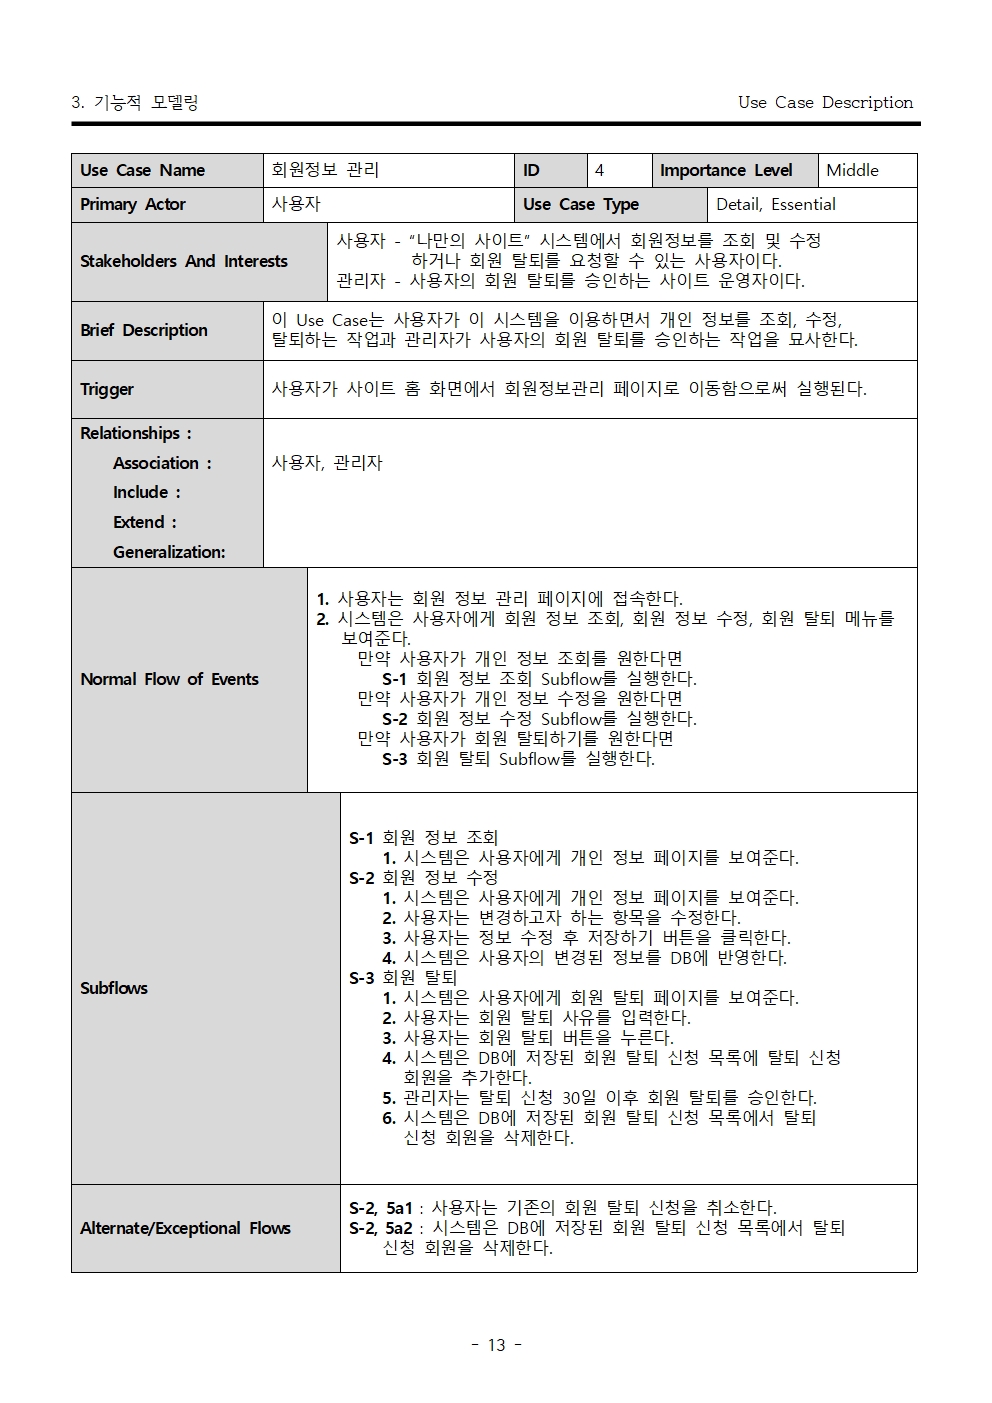 3. 기능적 모델링
Use Case Description
Use Case Name 회원정보 관리 ID 4 Importance Level Middle
Primary Actor 사용자 Use Case Type Detail, Essential
Stakeholders And Interests
사용자 - “나만의 사이트” 시스템에서 회원정보를 조회 및 수정
하거나 회원 탈퇴를 요청할 수 있는 사용자이다.
관리자 - 사용자의 회원 탈퇴를 승인하는 사이트 운영자이다.
Brief Description
이 Use Case는 사용자가 이 시스템을 이용하면서 개인 정보를 조회, 수정,
탈퇴하는 작업과 관리자가 사용자의 회원 탈퇴를 승인하는 작업을 묘사한다.
Trigger 사용자가 사이트 홈 화면에서 회원정보관리 페이지로 이동함으로써 실행된다.
Relationships :
Association : 사용자, 관리자
Include :
Extend :
Generalization:
Normal Flow of Events
1. 사용자는 회원 정보 관리 페이지에 접속한다.
2. 시스템은 사용자에게 회원 정보 조회, 회원 정보 수정, 회원 탈퇴 메뉴를
보여준다.
만약 사용자가 개인 정보 조회를 원한다면
S-1 회원 정보 조회 Subflow를 실행한다.
만약 사용자가 개인 정보 수정을 원한다면
S-2 회원 정보 수정 Subflow를 실행한다.
만약 사용자가 회원 탈퇴하기를 원한다면
S-3 회원 탈퇴 Subflow를 실행한다.
Subflows
S-1 회원 정보 조회
1. 시스템은 사용자에게 개인 정보 페이지를 보여준다.
S-2 회원 정보 수정
1. 시스템은 사용자에게 개인 정보 페이지를 보여준다.
2. 사용자는 변경하고자 하는 항목을 수정한다.
3. 사용자는 정보 수정 후 저장하기 버튼을 클릭한다.
4. 시스템은 사용자의 변경된 정보를 DB에 반영한다.
S-3 회원 탈퇴
1. 시스템은 사용자에게 회원 탈퇴 페이지를 보여준다.
2. 사용자는 회원 탈퇴 사유를 입력한다.
3. 사용자는 회원 탈퇴 버튼을 누른다.
4. 시스템은 DB에 저장된 회원 탈퇴 신청 목록에 탈퇴 신청
회원을 추가한다.
5. 관리자는 탈퇴 신청 30일 이후 회원 탈퇴를 승인한다.
6. 시스템은 DB에 저장된 회원 탈퇴 신청 목록에서 탈퇴
신청 회원을 삭제한다.
Alternate/Exceptional Flows
S-2, 5a1 : 사용자는 기존의 회원 탈퇴 신청을 취소한다.
S-2, 5a2 : 시스템은 DB에 저장된 회원 탈퇴 신청 목록에서 탈퇴
신청 회원을 삭제한다.
- 13 -